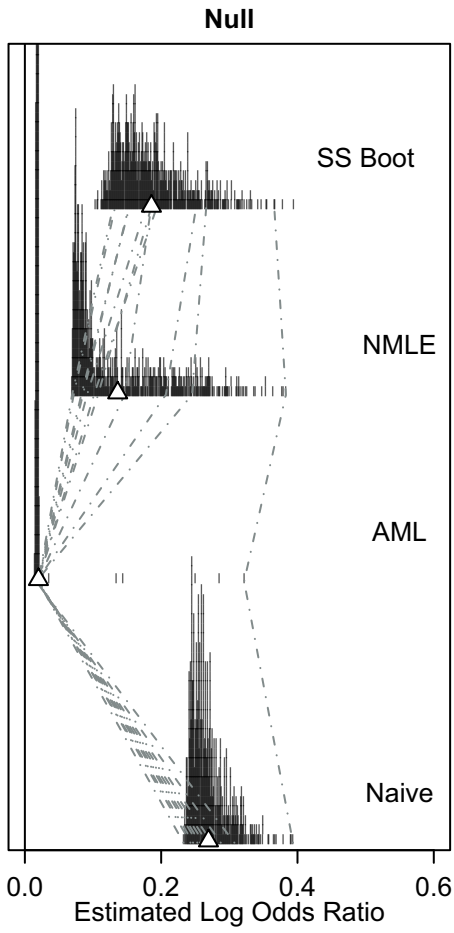 Null
SS Boot
NMLE
AML
Naive
0.0 0.2 0.4 0.6
Estimated Log Odds Ratio